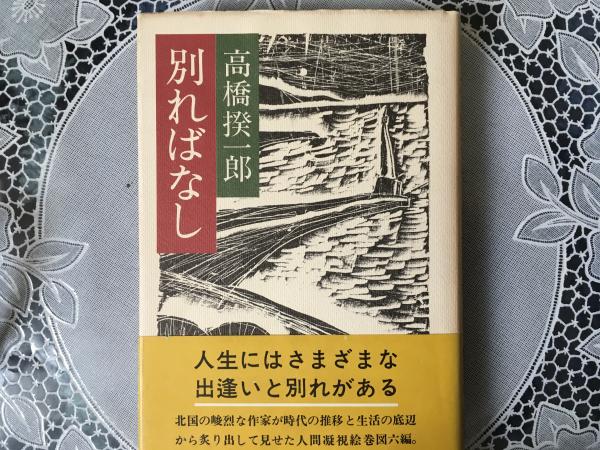 別ればなし
高橋揆一郎
人生にはさまざまな
出逢いと別れがある
北国の峻烈な作家が時代の推移と生活の底辺
から炙り出して見せた人間凝視絵巻図六編。